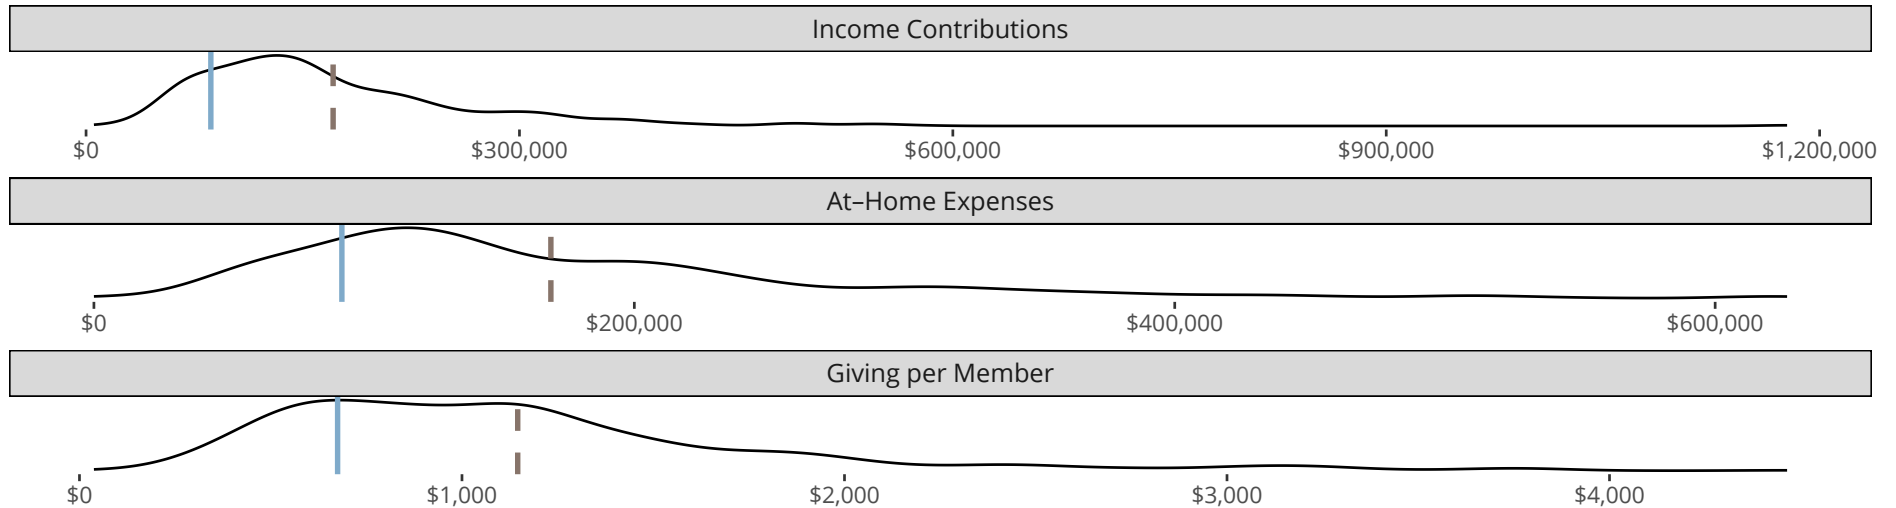 Income Contributions
$0 $300,000 $600,000 $900,000 $1,200,000
At–Home Expenses
$0 $200,000 $400,000 $600,000
Giving per Member
$0 $1,000 $2,000 $3,000 $4,000